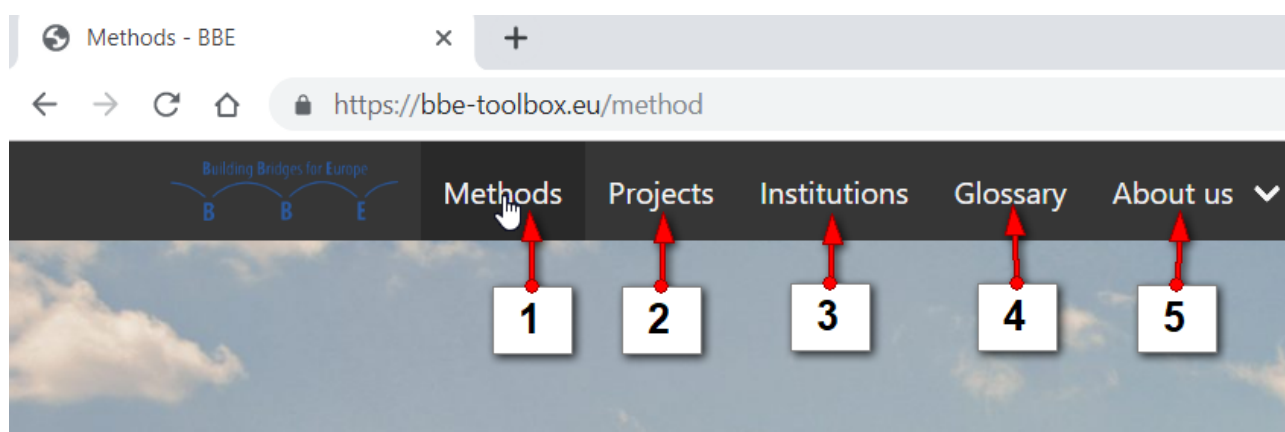 Methods - BBE
https://bbe-toolbox.eu/method
Building Bridges for Europe
B B E
Methods Projects Institutions Glossary About us
1 2 3 4 5